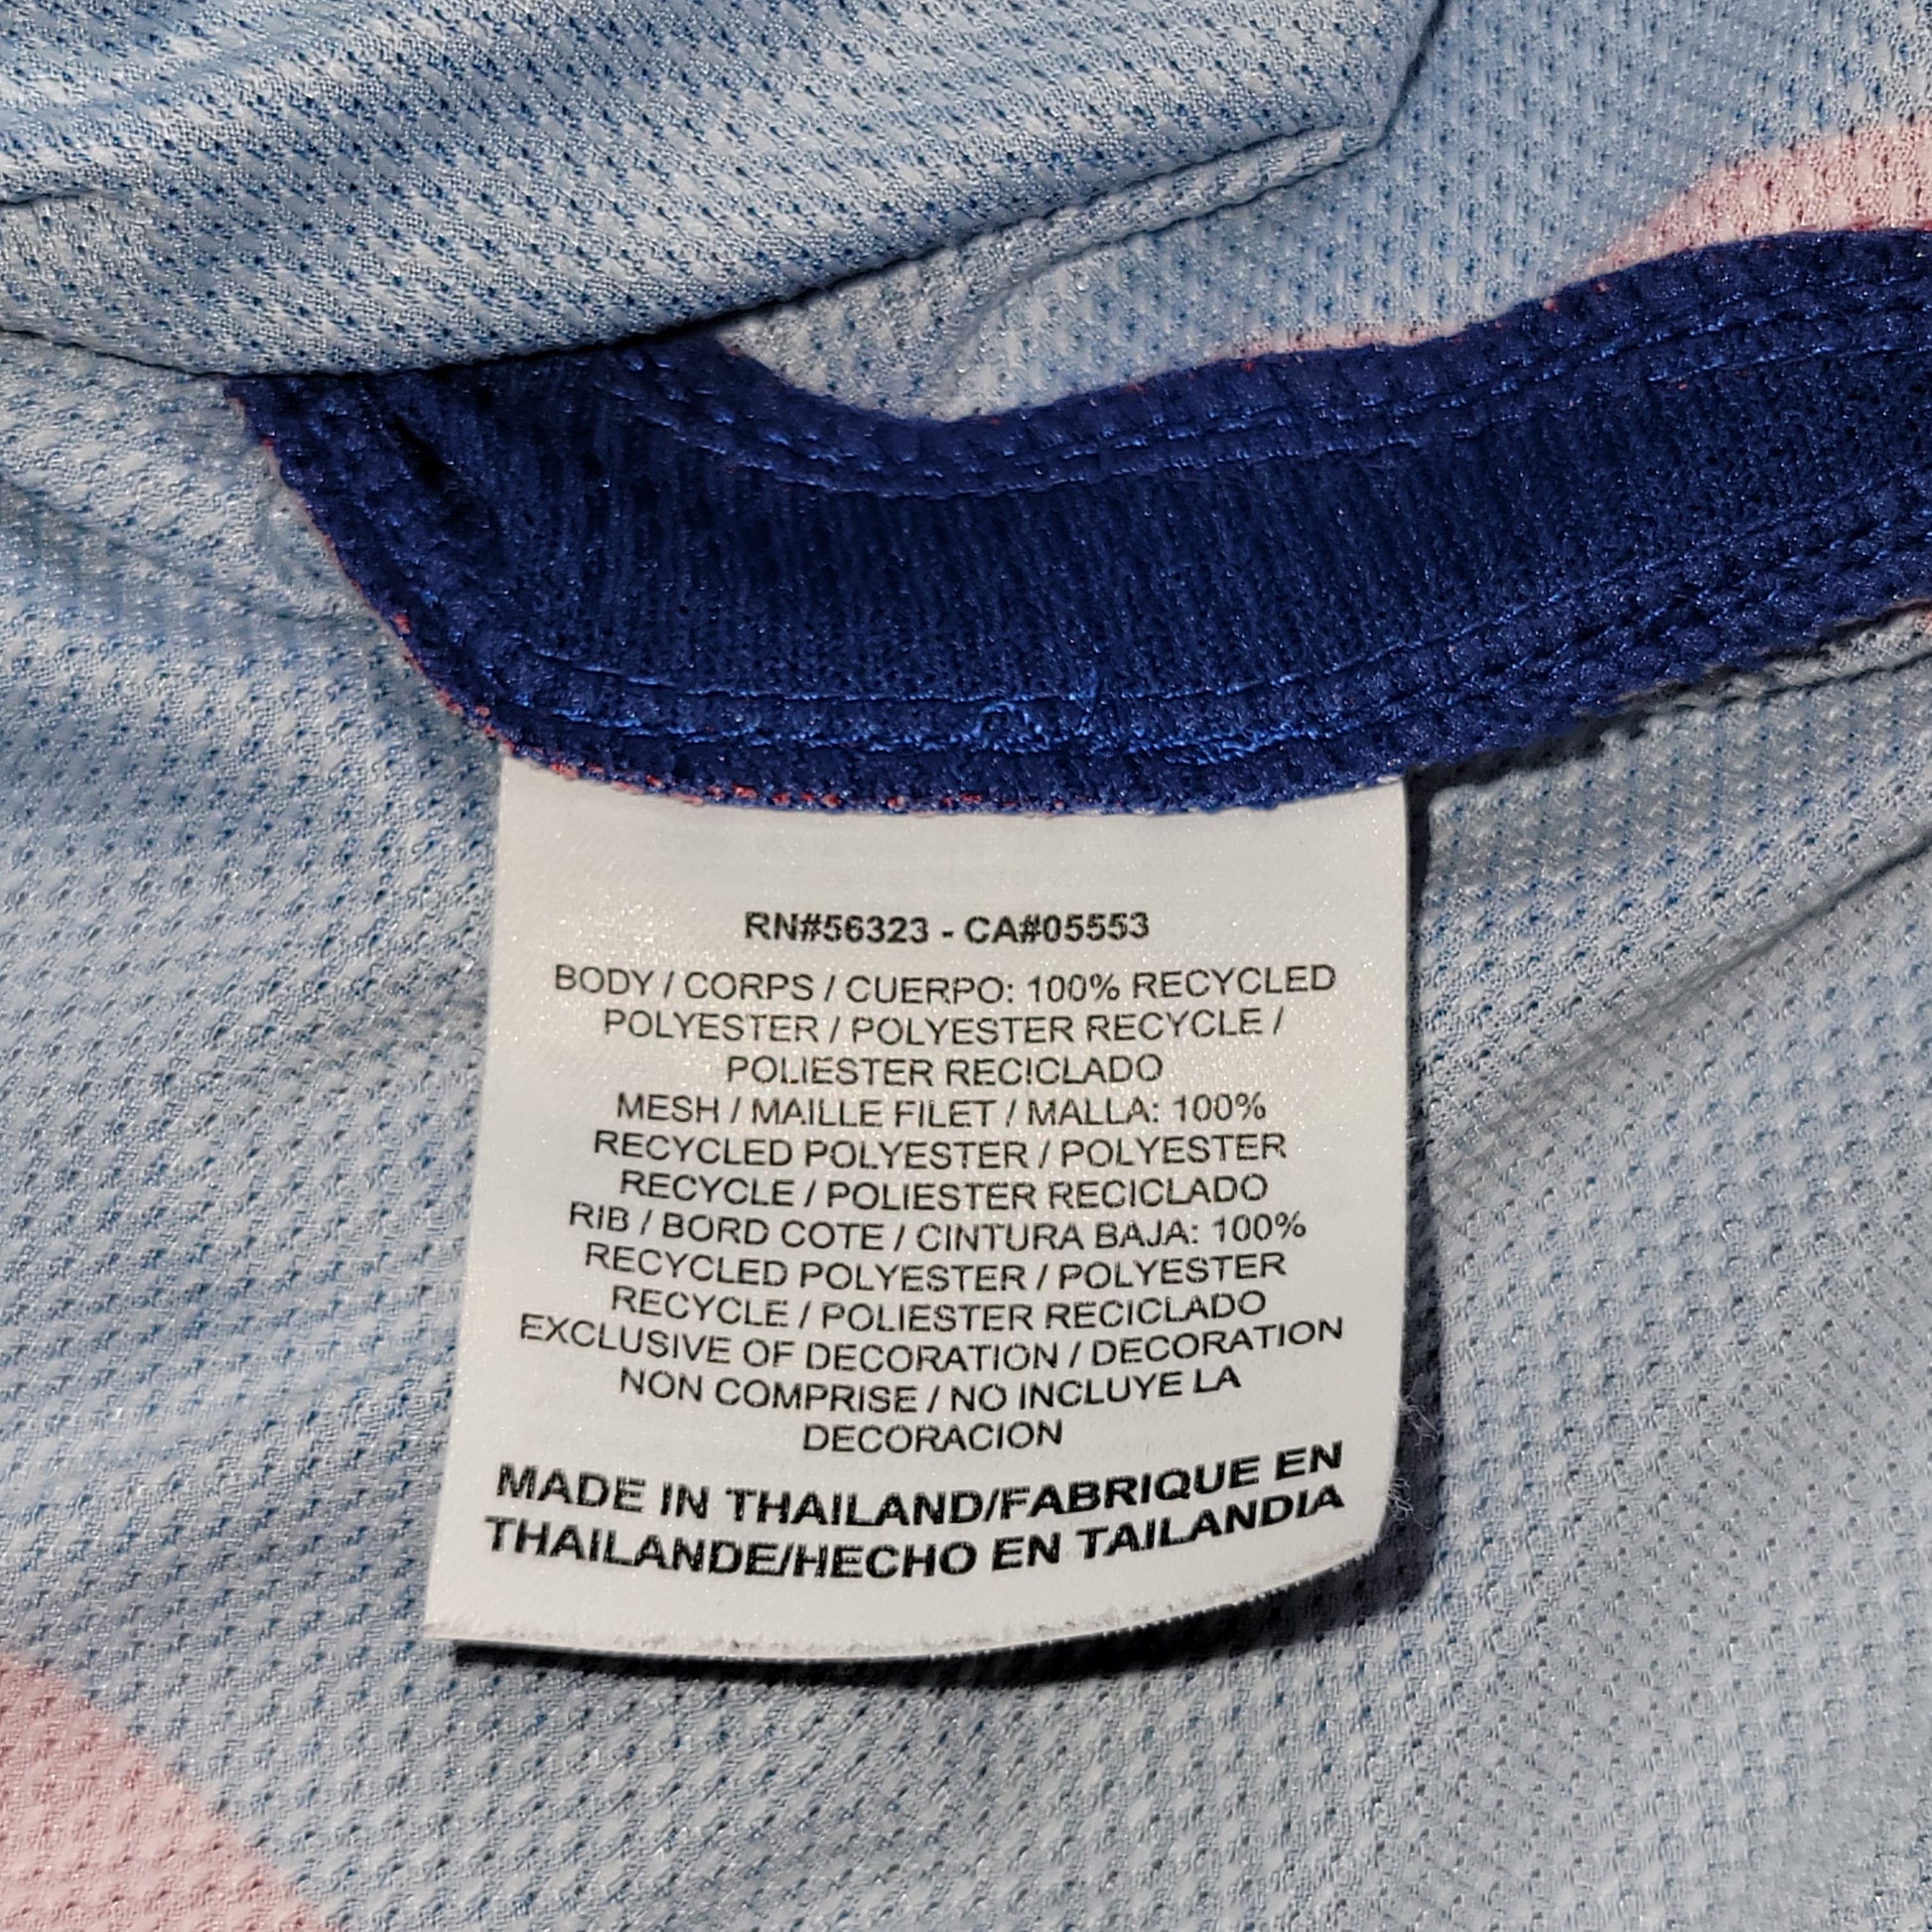 RN#56323 - CA#05553
BODY / CORPS / CUERPO: 100% RECYCLED
POLYESTER / POLYESTER RECYCLE /
POLIESTER RECICLADO
MESH / MAILLE FILET / MALLA: 100%
RECYCLED POLYESTER / POLYESTER
RECYCLE / POLIESTER RECICLADO
RIB / BORD COTE / CINTURA BAJA: 100%
RECYCLED POLYESTER / POLYESTER
RECYCLE / POLIESTER RECICLADO
EXCLUSIVE OF DECORATION / DECORATION
NON COMPRISE / NO INCLUYE LA
DECORACION
MADE IN THAILAND/FABRIQUE EN
THAILANDE/HECHO EN TAILANDIA